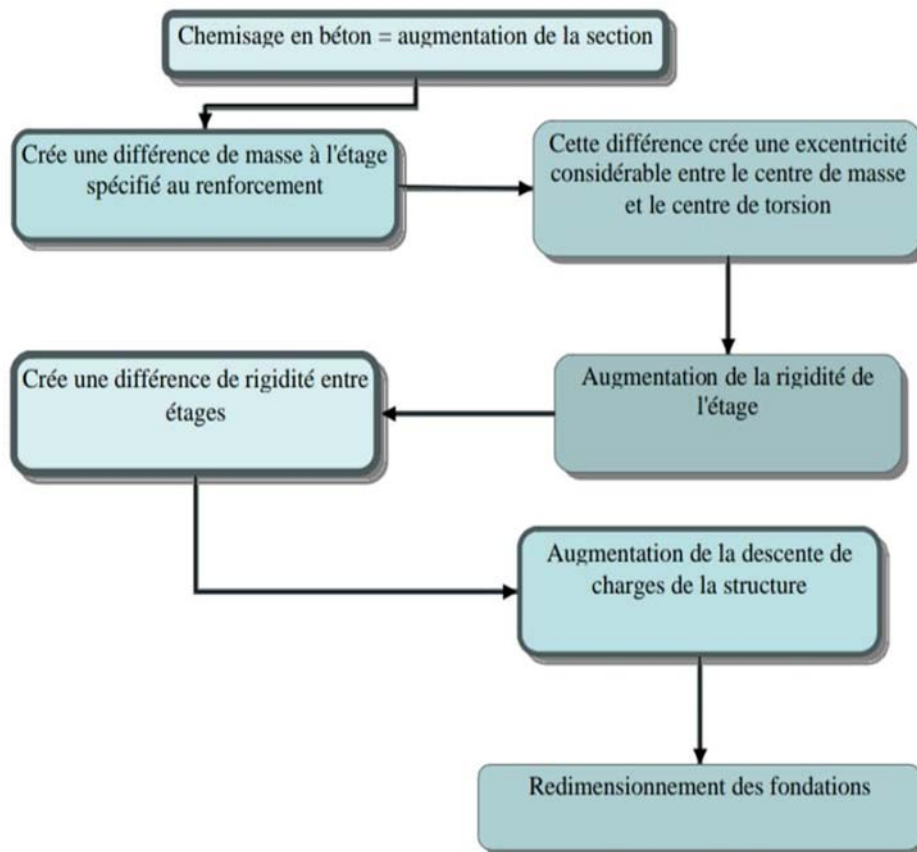 Chemisage en béton = augmentation de la section
Crée une différence de masse à l'étage
spécifié au renforcement
Cette différence crée une excentricité
considérable entre le centre de masse
et le centre de torsion
Augmentation de la rigidité de
l'étage
Crée une différence de rigidité entre
étages
Augmentation de la descente de
charges de la structure
Redimensionnement des fondations